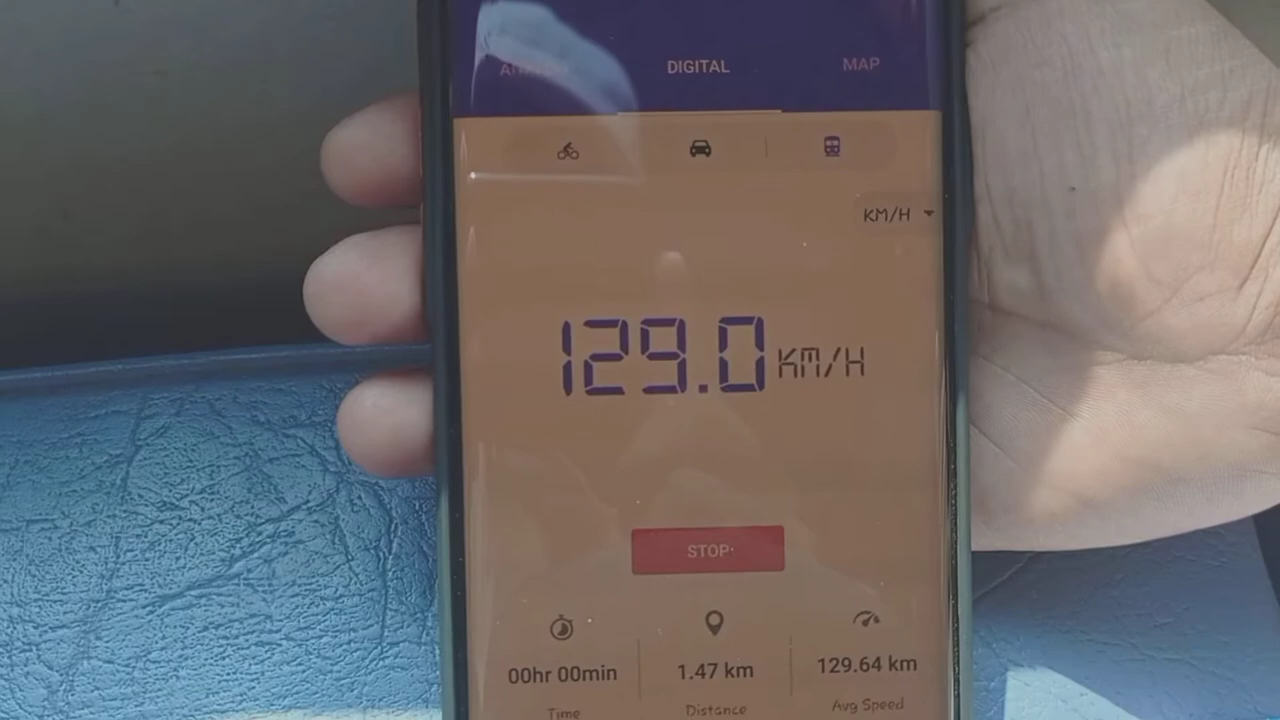 DIGITAL
MAP
KM/H
129.0 KM/H
STOP
00hr 00min
1.47 km
129.64 km
Time
Distance
Avg Speed